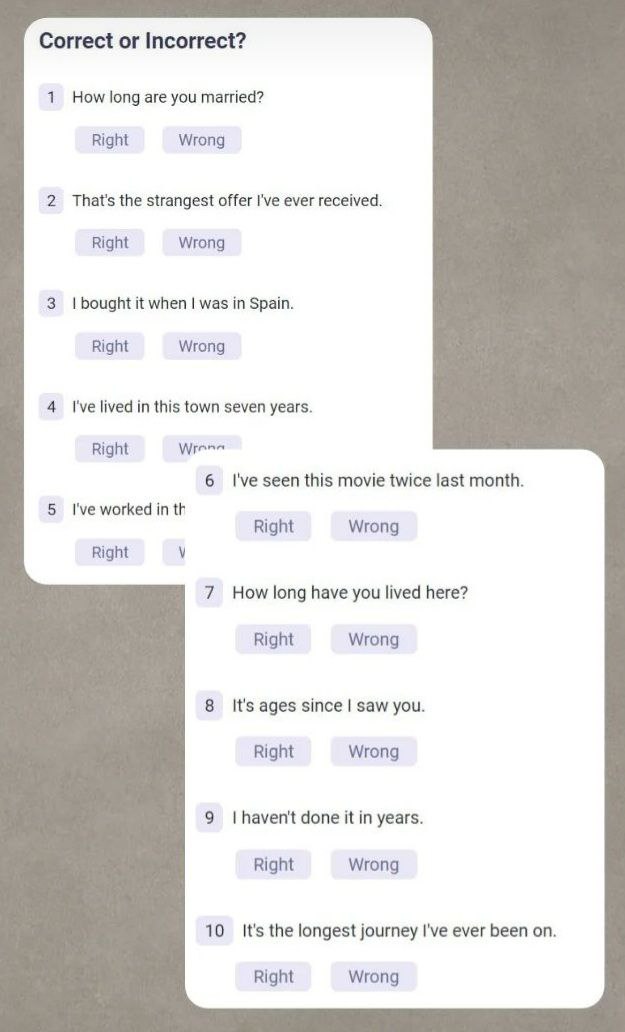 Correct or Incorrect?
1 How long are you married?
Right Wrong
2 That's the strangest offer I've ever received.
Right Wrong
3 I bought it when I was in Spain.
Right Wrong
4 I've lived in this town seven years.
Right Wrong
5 I've worked in
Right
6 I've seen this movie twice last month.
Right Wrong
7 How long have you lived here?
Right Wrong
8 It's ages since I saw you.
Right Wrong
9 I haven't done it in years.
Right Wrong
10 It's the longest journey I've ever been on.
Right Wrong